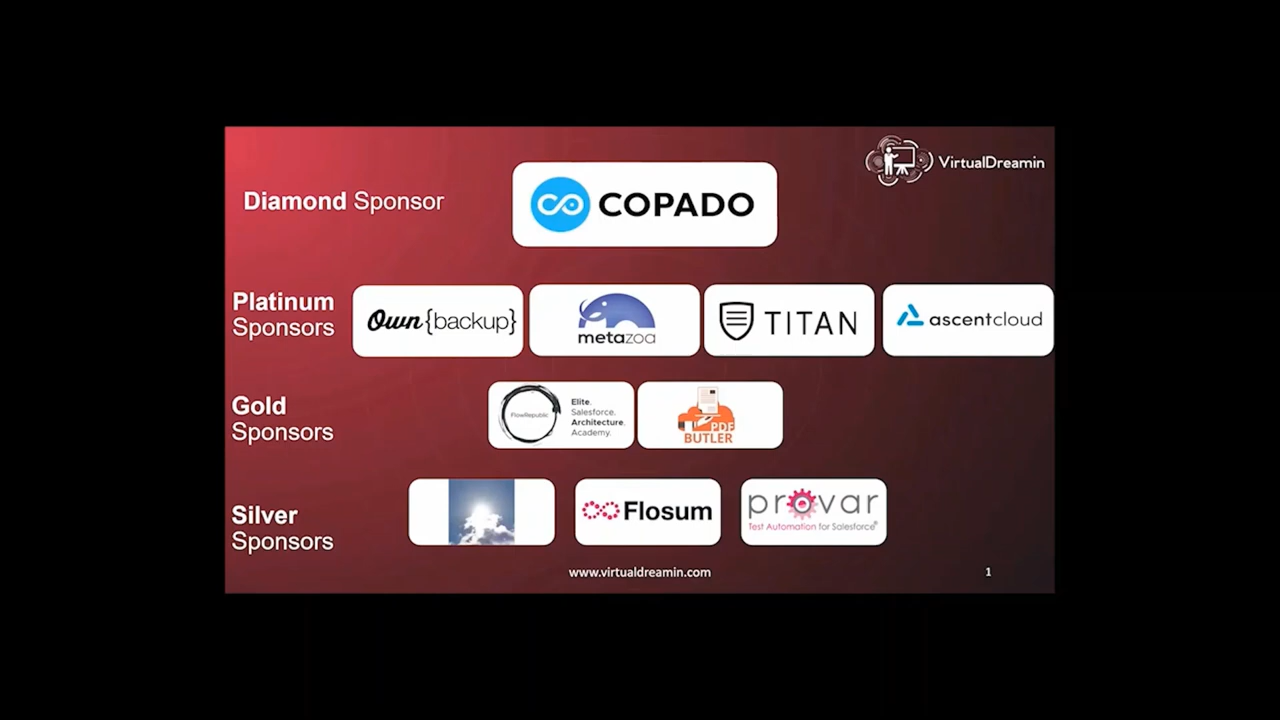 VirtualDreamin
Diamond Sponsor
COPADO
Platinum
Sponsors
Own{backup}
metazoa
TITAN
ascentcloud
Gold
Sponsors
FlowRepublic
Elite.
Salesforce.
Architecture.
Academy.
PDF
BUTLER
Silver
Sponsors
Flosum
provar
Test Automation for Salesforce®
www.virtualdreamin.com
1